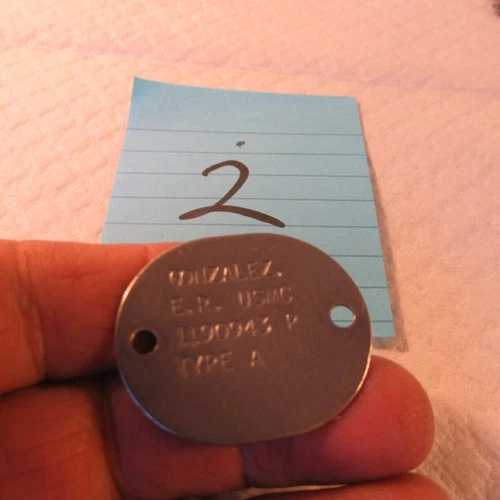 2
GONZALEZ.
E.R. USMC
1190943 P
TYPE A